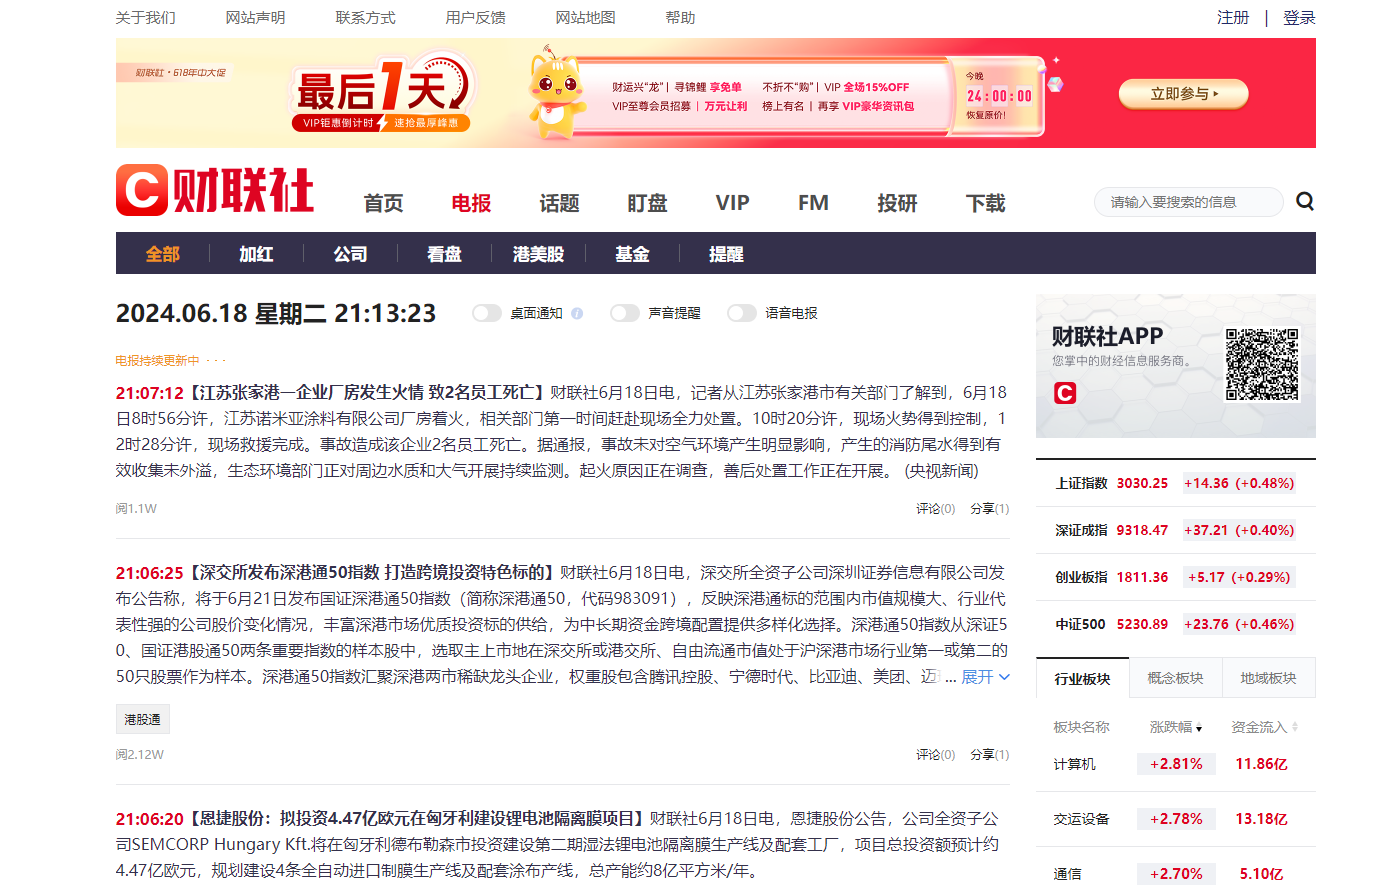 关于我们 网站声明 联系方式 用户反馈 网站地图 帮助 注册 | 登录
财联社·618年中大促
最后1天
VIP钜惠倒计时 速抢最厚峰惠
财运兴“龙” | 寻锦鲤 享免单 不折不“购” | VIP 全场15%OFF
VIP至尊会员招募 | 万元让利 榜上有名 | 再享 VIP豪华资讯包
今晚
24:00:00
恢复原价!
立即参与
C 财联社
首页 电报 话题 盯盘 VIP FM 投研 下载
请输入要搜索的信息
全部 加红 公司 看盘 港美股 基金 提醒
2024.06.18 星期二 21:13:23 桌面通知 i 声音提醒 语音电报
电报持续更新中 · · ·
21:07:12【江苏张家港一企业厂房发生火情 致2名员工死亡】财联社6月18日电，记者从江苏张家港市有关部门了解到，6月18
日8时56分许，江苏诺米亚涂料有限公司厂房着火，相关部门第一时间赶赴现场全力处置。10时20分许，现场火势得到控制，1
2时28分许，现场救援完成。事故造成该企业2名员工死亡。据通报，事故未对空气环境产生明显影响，产生的消防尾水得到有
效收集未外溢，生态环境部门正对周边水质和大气开展持续监测。起火原因正在调查，善后处置工作正在开展。 (央视新闻)
阅1.1W 评论(0) 分享(1)
21:06:25【深交所发布深港通50指数 打造跨境投资特色标的】财联社6月18日电，深交所全资子公司深圳证券信息有限公司发
布公告称，将于6月21日发布国证深港通50指数（简称深港通50，代码983091），反映深港通标的范围内市值规模大、行业代
表性强的公司股价变化情况，丰富深港市场优质投资标的供给，为中长期资金跨境配置提供多样化选择。深港通50指数从深证5
0、国证港股通50两条重要指数的样本股中，选取主上市地在深交所或港交所、自由流通市值处于沪深港市场行业第一或第二的
50只股票作为样本。深港通50指数汇聚深港两市稀缺龙头企业，权重股包含腾讯控股、宁德时代、比亚迪、美团、迈 ... 展开
港股通
阅2.12W 评论(0) 分享(1)
21:06:20【恩捷股份：拟投资4.47亿欧元在匈牙利建设锂电池隔离膜项目】财联社6月18日电，恩捷股份公告，公司全资子公
司SEMCORP Hungary Kft.将在匈牙利德布勒森市投资建设第二期湿法锂电池隔离膜生产线及配套工厂，项目总投资额预计约
4.47亿欧元，规划建设4条全自动进口制膜生产线及配套涂布产线，总产能约8亿平方米/年。
财联社APP
您掌中的财经信息服务商。
C
上证指数 3030.25 +14.36 (+0.48%)
深证成指 9318.47 +37.21 (+0.40%)
创业板指 1811.36 +5.17 (+0.29%)
中证500 5230.89 +23.76 (+0.46%)
行业板块 概念板块 地域板块
板块名称 涨跌幅 资金流入
计算机 +2.81% 11.86亿
交运设备 +2.78% 13.18亿
通信 +2.70% 5.10亿